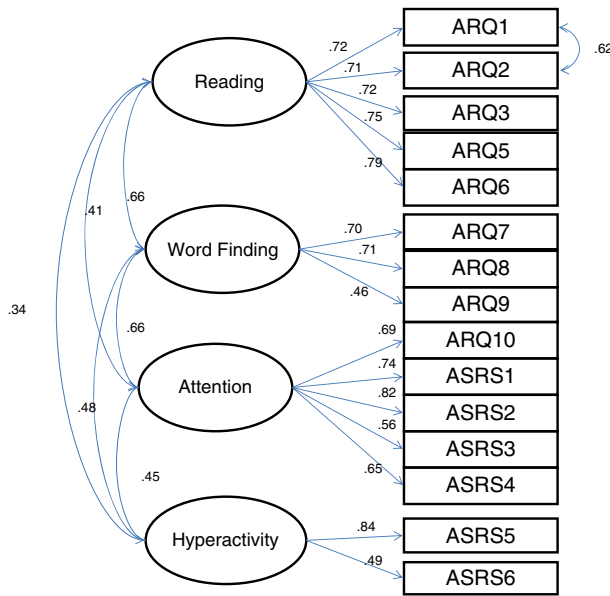 ARQ1
.62
.72
ARQ2
.71
Reading
.72
ARQ3
.75
ARQ5
.79
ARQ6
.66
.41
.70
ARQ7
Word Finding
.71
ARQ8
.46
ARQ9
.34
.66
.69
ARQ10
.74
ASRS1
Attention
.82
ASRS2
.48
.56
ASRS3
.65
ASRS4
.45
.84
ASRS5
Hyperactivity
.49
ASRS6